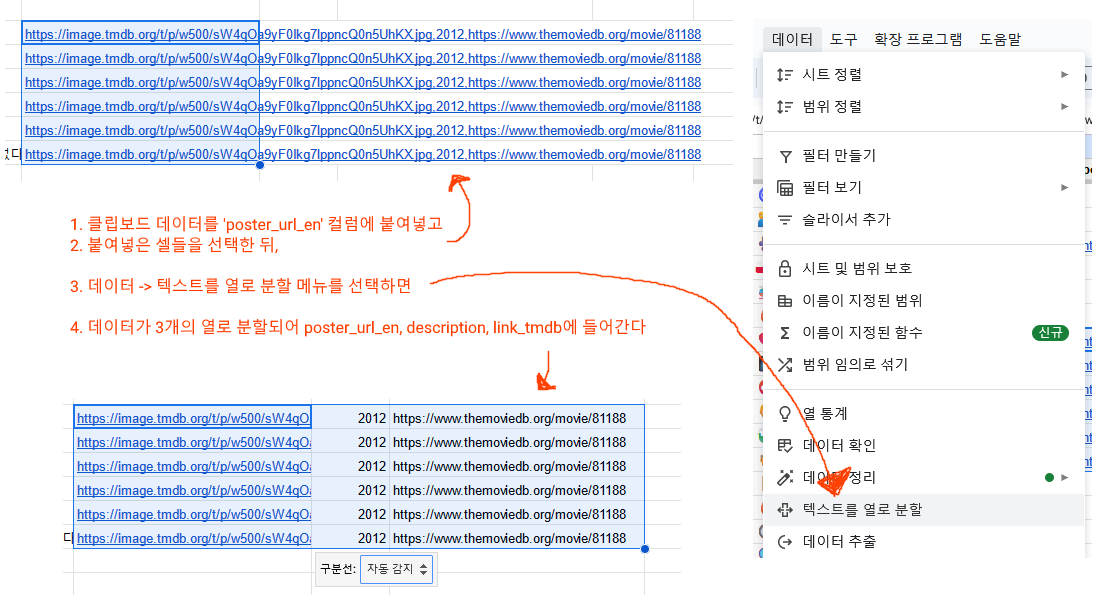 https://image.tmdb.org/t/p/w500/sW4qOa9yF0Ikg7lppncQ0n5UhKX.jpg,2012,https://www.themoviedb.org/movie/81188
https://image.tmdb.org/t/p/w500/sW4qOa9yF0Ikg7lppncQ0n5UhKX.jpg,2012,https://www.themoviedb.org/movie/81188
https://image.tmdb.org/t/p/w500/sW4qOa9yF0Ikg7lppncQ0n5UhKX.jpg,2012,https://www.themoviedb.org/movie/81188
https://image.tmdb.org/t/p/w500/sW4qOa9yF0Ikg7lppncQ0n5UhKX.jpg,2012,https://www.themoviedb.org/movie/81188
https://image.tmdb.org/t/p/w500/sW4qOa9yF0Ikg7lppncQ0n5UhKX.jpg,2012,https://www.themoviedb.org/movie/81188
https://image.tmdb.org/t/p/w500/sW4qOa9yF0Ikg7lppncQ0n5UhKX.jpg,2012,https://www.themoviedb.org/movie/81188
1. 클립보드 데이터를 'poster_url_en' 컬럼에 붙여넣고
2. 붙여넣은 셀들을 선택한 뒤,
3. 데이터 -> 텍스트를 열로 분할 메뉴를 선택하면
4. 데이터가 3개의 열로 분할되어 poster_url_en, description, link_tmdb에 들어간다
https://image.tmdb.org/t/p/w500/sW4qO 2012 https://www.themoviedb.org/movie/81188
https://image.tmdb.org/t/p/w500/sW4qO 2012 https://www.themoviedb.org/movie/81188
https://image.tmdb.org/t/p/w500/sW4qO 2012 https://www.themoviedb.org/movie/81188
https://image.tmdb.org/t/p/w500/sW4qO 2012 https://www.themoviedb.org/movie/81188
https://image.tmdb.org/t/p/w500/sW4qO 2012 https://www.themoviedb.org/movie/81188
다 https://image.tmdb.org/t/p/w500/sW4qO 2012 https://www.themoviedb.org/movie/81188
구분선: 자동 감지
데이터 도구 확장 프로그램 도움말
시트 정렬
범위 정렬
필터 만들기
필터 보기
슬라이서 추가
시트 및 범위 보호
이름이 지정된 범위
이름이 지정된 함수 신규
범위 임의로 섞기
열 통계
데이터 확인
데이터 정리
텍스트를 열로 분할
데이터 추출